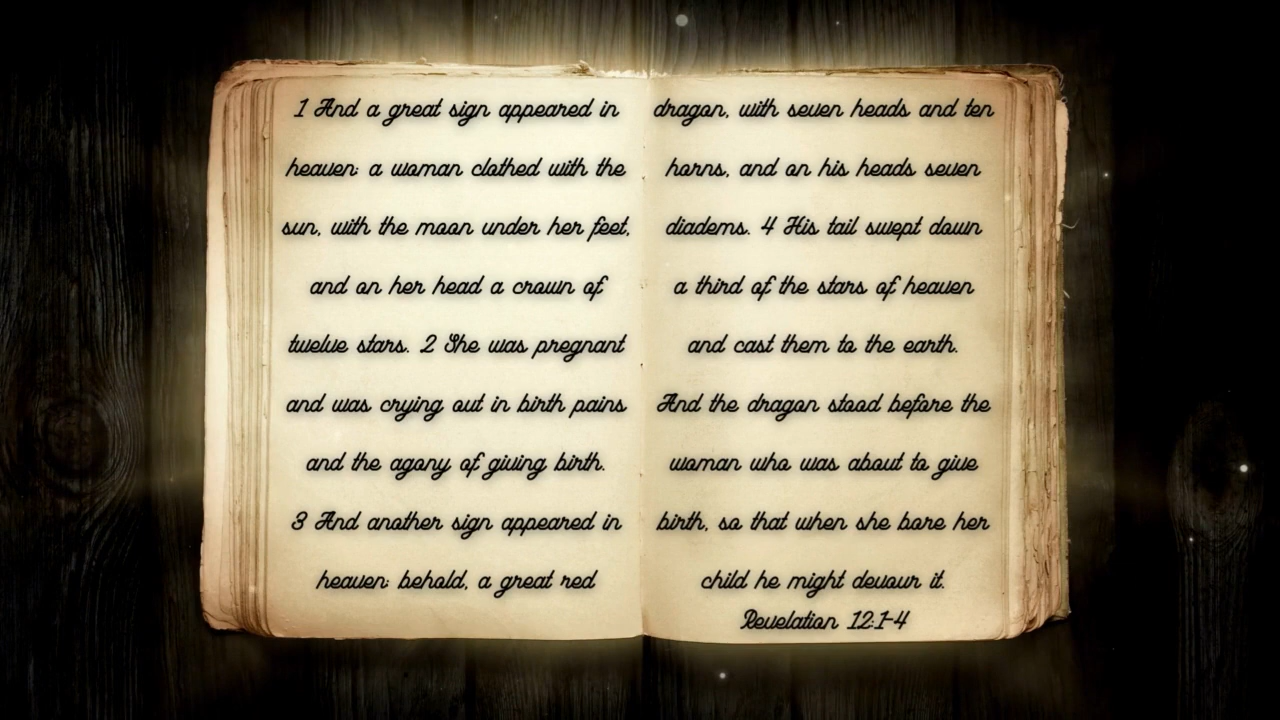 1 And a great sign appeared in
heaven: a woman clothed with the
sun, with the moon under her feet,
and on her head a crown of
twelve stars. 2 She was pregnant
and was crying out in birth pains
and the agony of giving birth.
3 And another sign appeared in
heaven: behold, a great red
dragon, with seven heads and ten
horns, and on his heads seven
diadems. 4 His tail swept down
a third of the stars of heaven
and cast them to the earth.
And the dragon stood before the
woman who was about to give
birth, so that when she bore her
child he might devour it.
Revelation 12:1-4